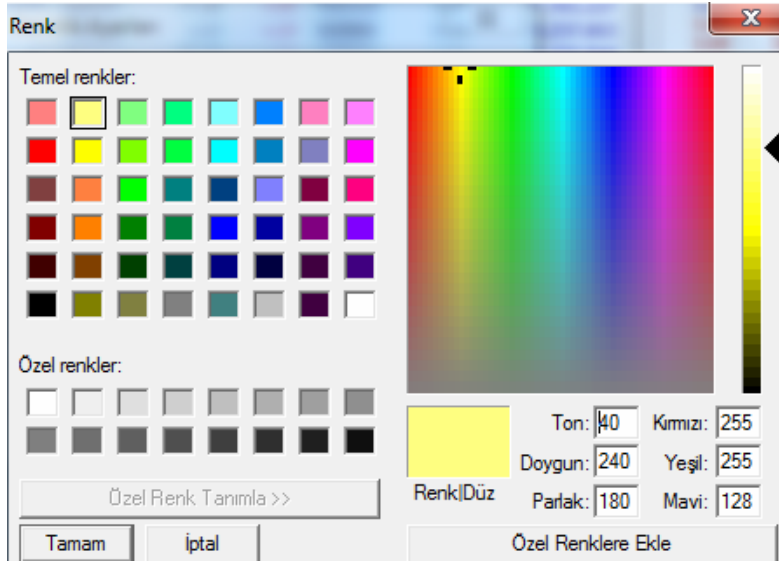 Renk
Temel renkler:
Özel renkler:
Özel Renk Tanımla >>
Tamam
İptal
Renk|Düz
Ton: 40
Kırmızı: 255
Doygun: 240
Yeşil: 255
Parlak: 180
Mavi: 128
Özel Renklere Ekle